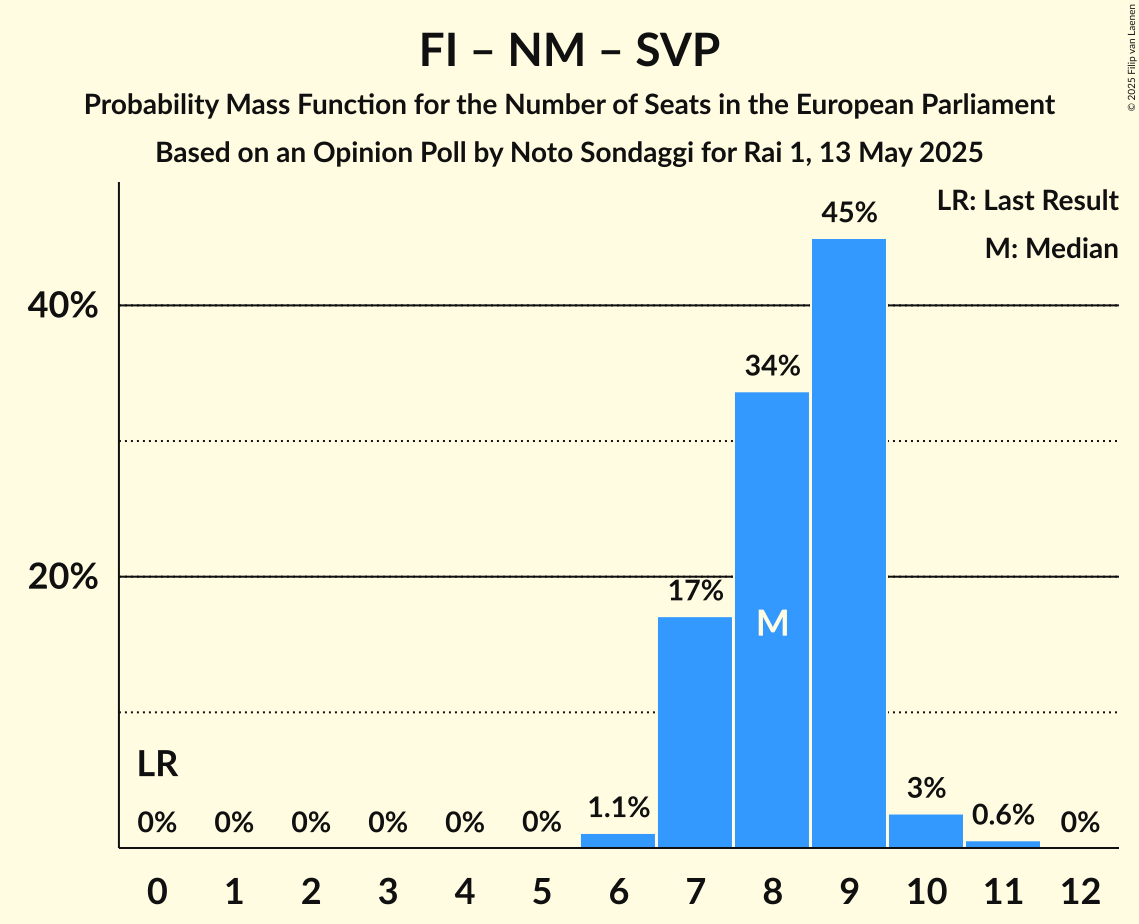 © 2025 Filip van Laenen
FI – NM – SVP
Probability Mass Function for the Number of Seats in the European Parliament
Based on an Opinion Poll by Noto Sondaggi for Rai 1, 13 May 2025
LR: Last Result
M: Median
45%
40%
34%
20%
17%
M
LR
0% 0% 0% 0% 0% 0% 1.1% 3% 0.6% 0%
0 1 2 3 4 5 6 7 8 9 10 11 12